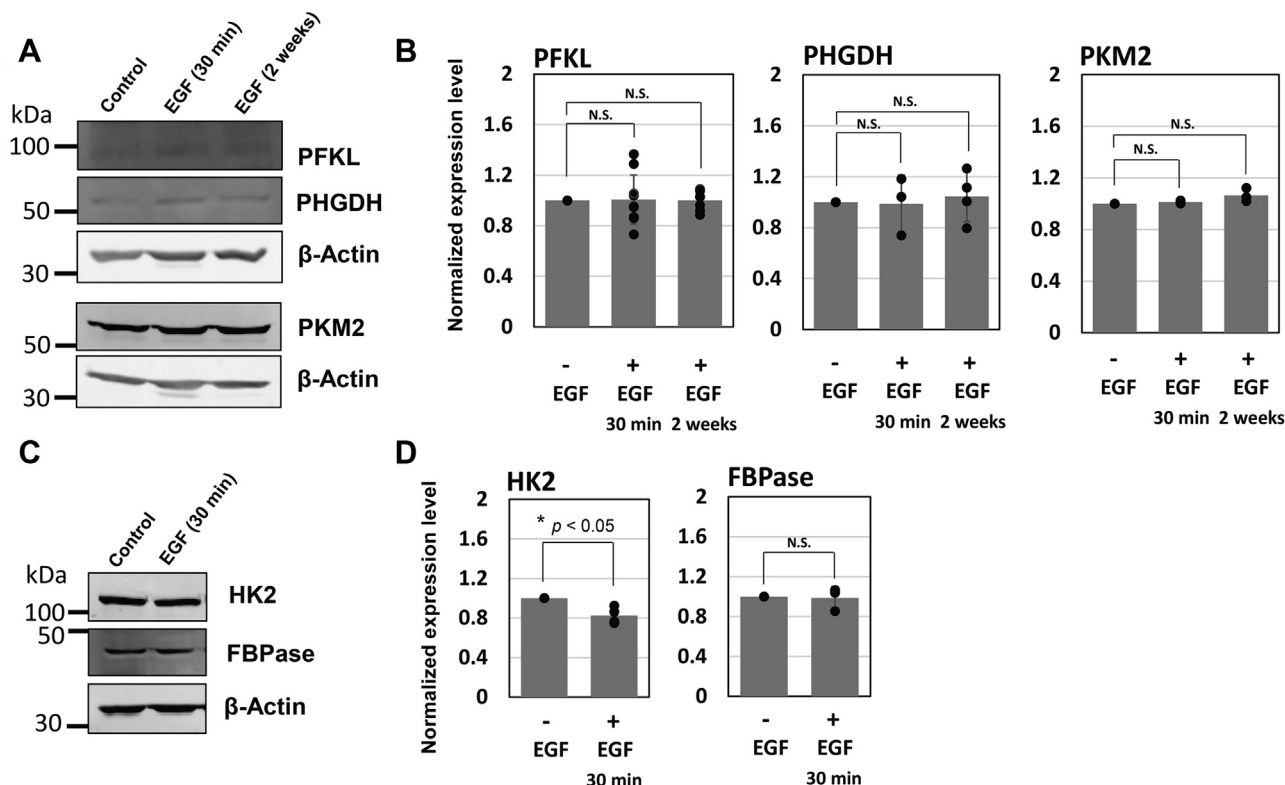 A
Control
EGF (30 min)
EGF (2 weeks)
kDa
100
PFKL
PHGDH
50
β-Actin
30
PKM2
50
β-Actin
30
B
PFKL
Normalized expression level
2
1.6
1.2
0.8
0.4
0
N.S.
N.S.
- + +
EGF EGF EGF
30 min 2 weeks
PHGDH
2
1.6
1.2
0.8
0.4
0
N.S.
N.S.
- + +
EGF EGF EGF
30 min 2 weeks
PKM2
2
1.6
1.2
0.8
0.4
0
N.S.
N.S.
- + +
EGF EGF EGF
30 min 2 weeks
C
Control
EGF (30 min)
kDa
HK2
100
50
FBPase
β-Actin
30
D
HK2
Normalized expression level
2
1.6
1.2
0.8
0.4
0
* p < 0.05
- +
EGF EGF
30 min
FBPase
2
1.6
1.2
0.8
0.4
0
N.S.
- +
EGF EGF
30 min